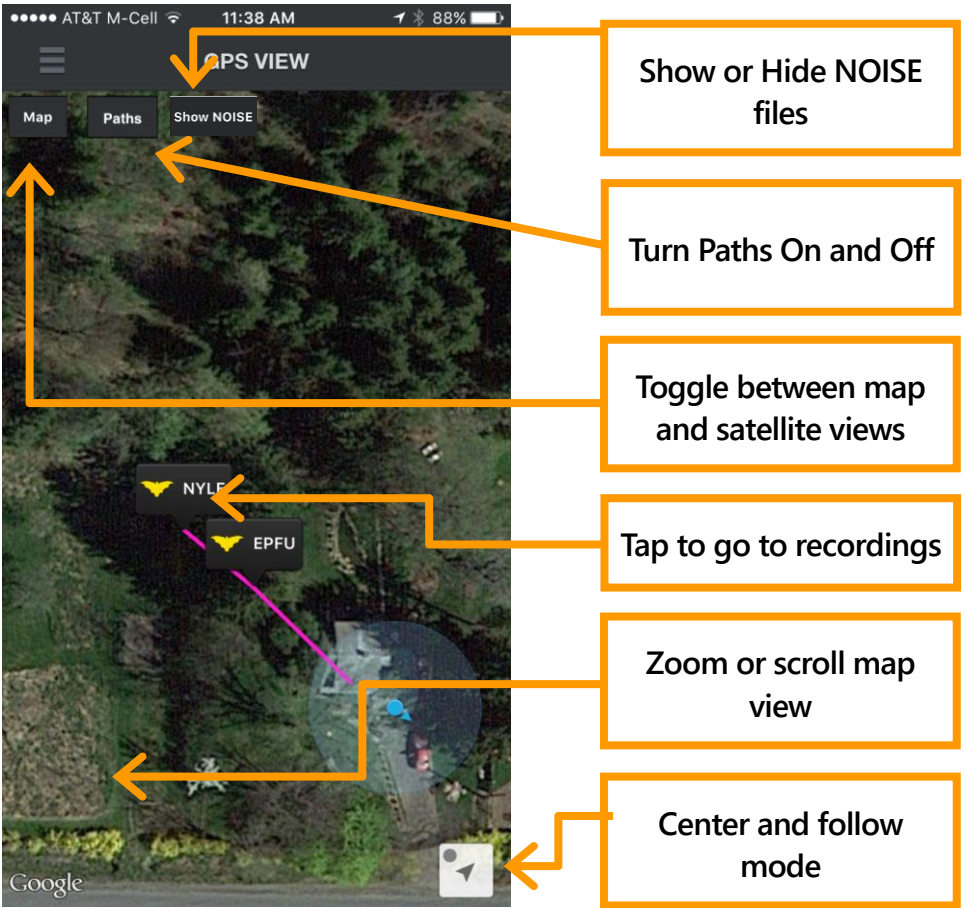 AT&T M-Cell 11:38 AM 88%
GPS VIEW
Map Paths Show NOISE
NYLE
EPFU
Google
Show or Hide NOISE
files
Turn Paths On and Off
Toggle between map
and satellite views
Tap to go to recordings
Zoom or scroll map
view
Center and follow
mode